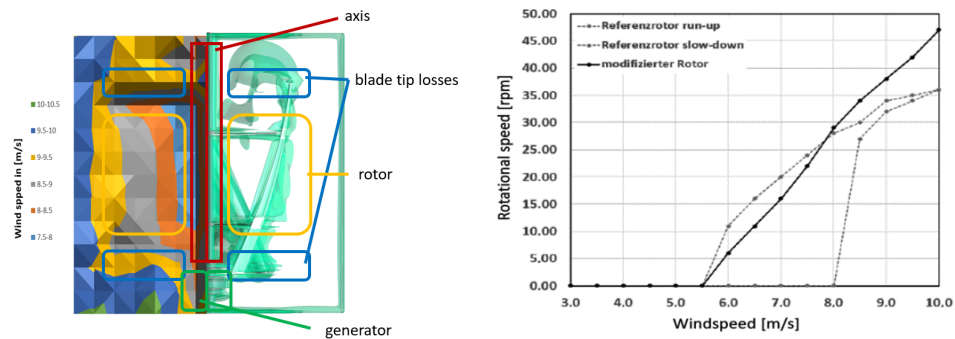 axis
blade tip losses
rotor
generator
Wind spped in [m/s]
10-10.5
9.5-10
9-9.5
8.5-9
8-8.5
7.5-8
50.00
45.00
40.00
35.00
30.00
25.00
20.00
15.00
10.00
5.00
0.00
Rotational speed [rpm]
Referenzrotor run-up
Referenzrotor slow-down
modifizierter Rotor
3.0 4.0 5.0 6.0 7.0 8.0 9.0 10.0
Windspeed [m/s]